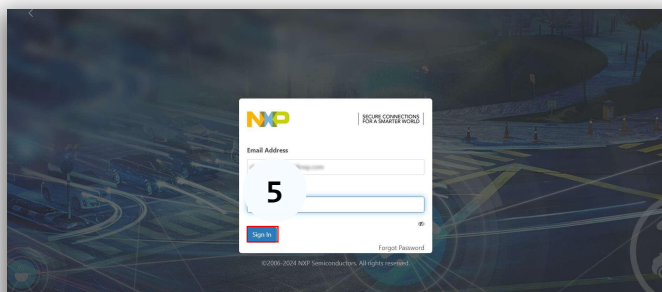 NXP
SECURE CONNECTIONS
FOR A SMARTER WORLD
Email Address
5
Sign In
Forgot Password
©2006-2024 NXP Semiconductors. All rights reserved.